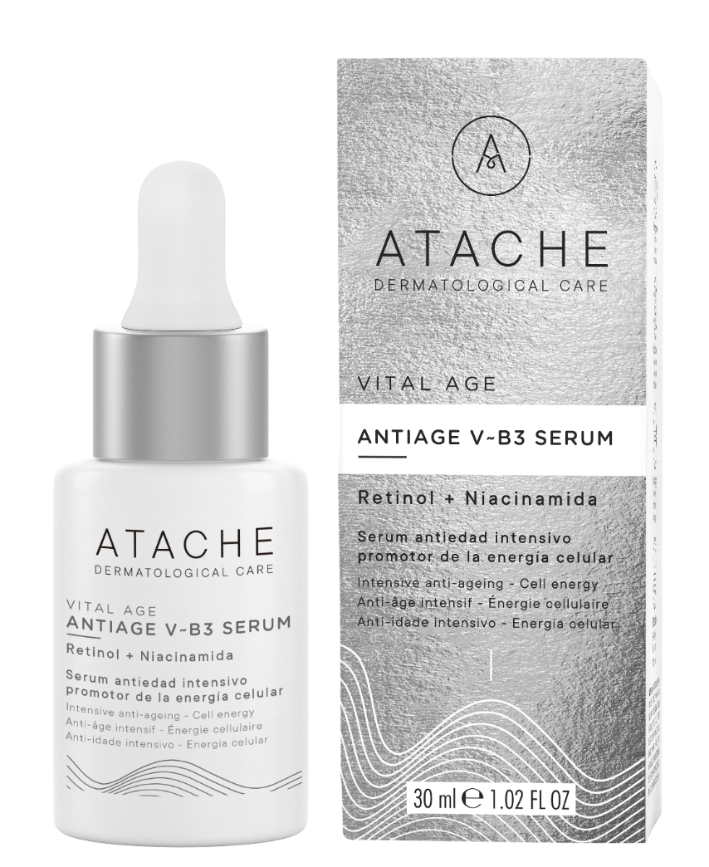 ATACHE
DERMATOLOGICAL CARE
VITAL AGE
ANTIAGE V~B3 SERUM
Retinol + Niacinamida
Serum antiedad intensivo
promotor de la energía celular
Intensive anti-ageing - Cell energy
Anti-âge intensif - Énergie cellulaire
Anti-idade intensivo - Energia celular
A
ATACHE
DERMATOLOGICAL CARE
VITAL AGE
ANTIAGE V~B3 SERUM
Retinol + Niacinamida
Serum antiedad intensivo
promotor de la energía celular
Intensive anti-ageing - Cell energy
Anti-âge intensif - Énergie cellulaire
Anti-idade intensivo - Energia celular
30 ml ℮ 1.02 FL OZ